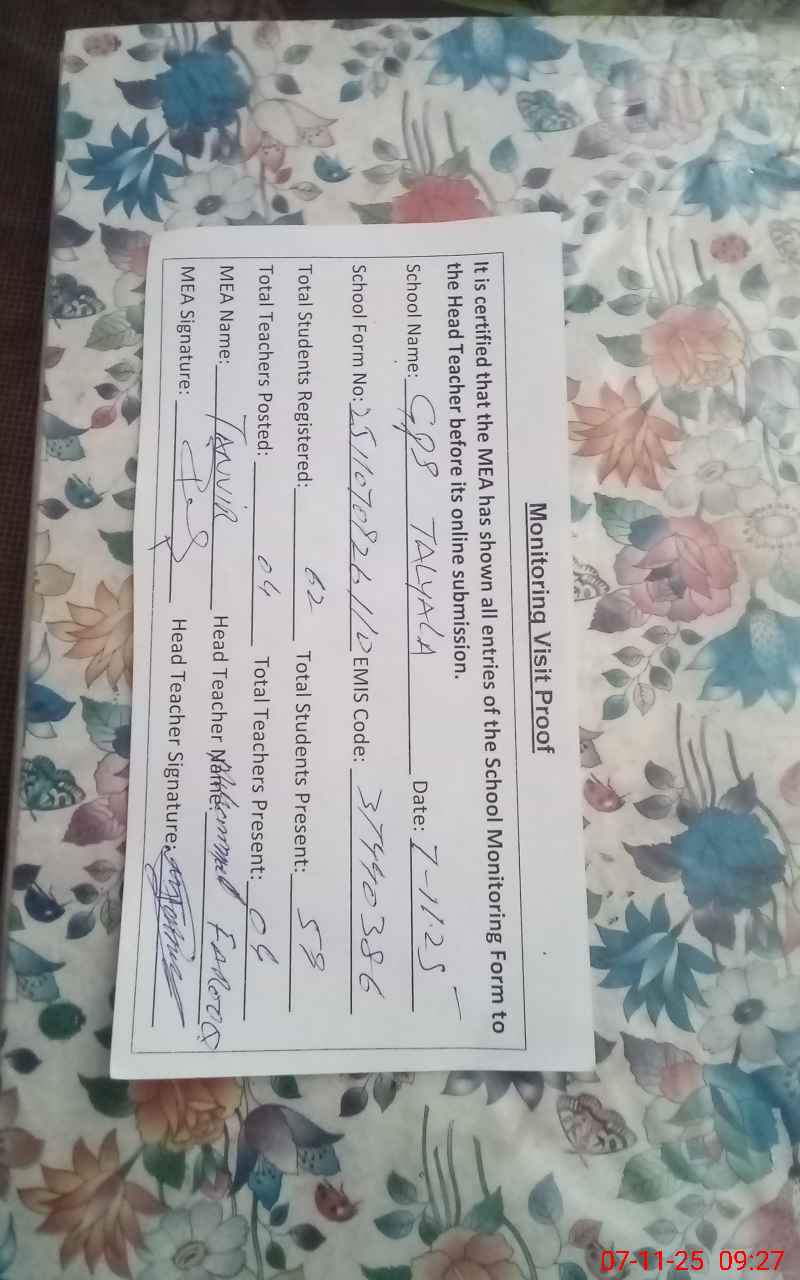 Monitoring Visit Proof
It is certified that the MEA has shown all entries of the School Monitoring Form to
the Head Teacher before its online submission.
School Name: GPS TALYALA Date: 7-11-25
School Form No: EMIS Code: 37440386
Total Students Registered: 62 Total Students Present: 59
Total Teachers Posted: 04 Total Teachers Present: 04
MEA Name: TANVIR Head Teacher Name: Muhammad FAROOQ
MEA Signature: Head Teacher Signature:
07-11-25 09:27